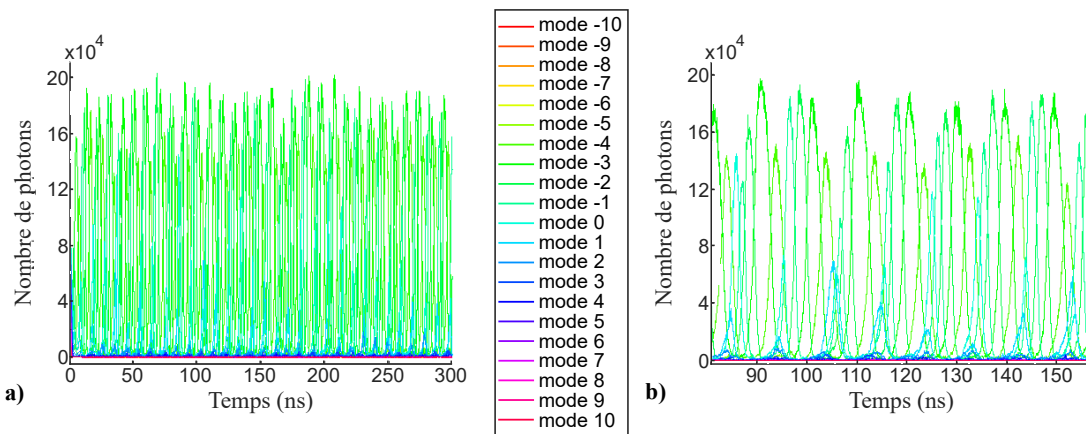 x10⁴
20
16
12
8
4
0
Nombre de photons
0
50
100
150
200
250
300
Temps (ns)
a)
mode -10
mode -9
mode -8
mode -7
mode -6
mode -5
mode -4
mode -3
mode -2
mode -1
mode 0
mode 1
mode 2
mode 3
mode 4
mode 5
mode 6
mode 7
mode 8
mode 9
mode 10
x10⁴
20
16
12
8
4
0
Nombre de photons
90
100
110
120
130
140
150
Temps (ns)
b)